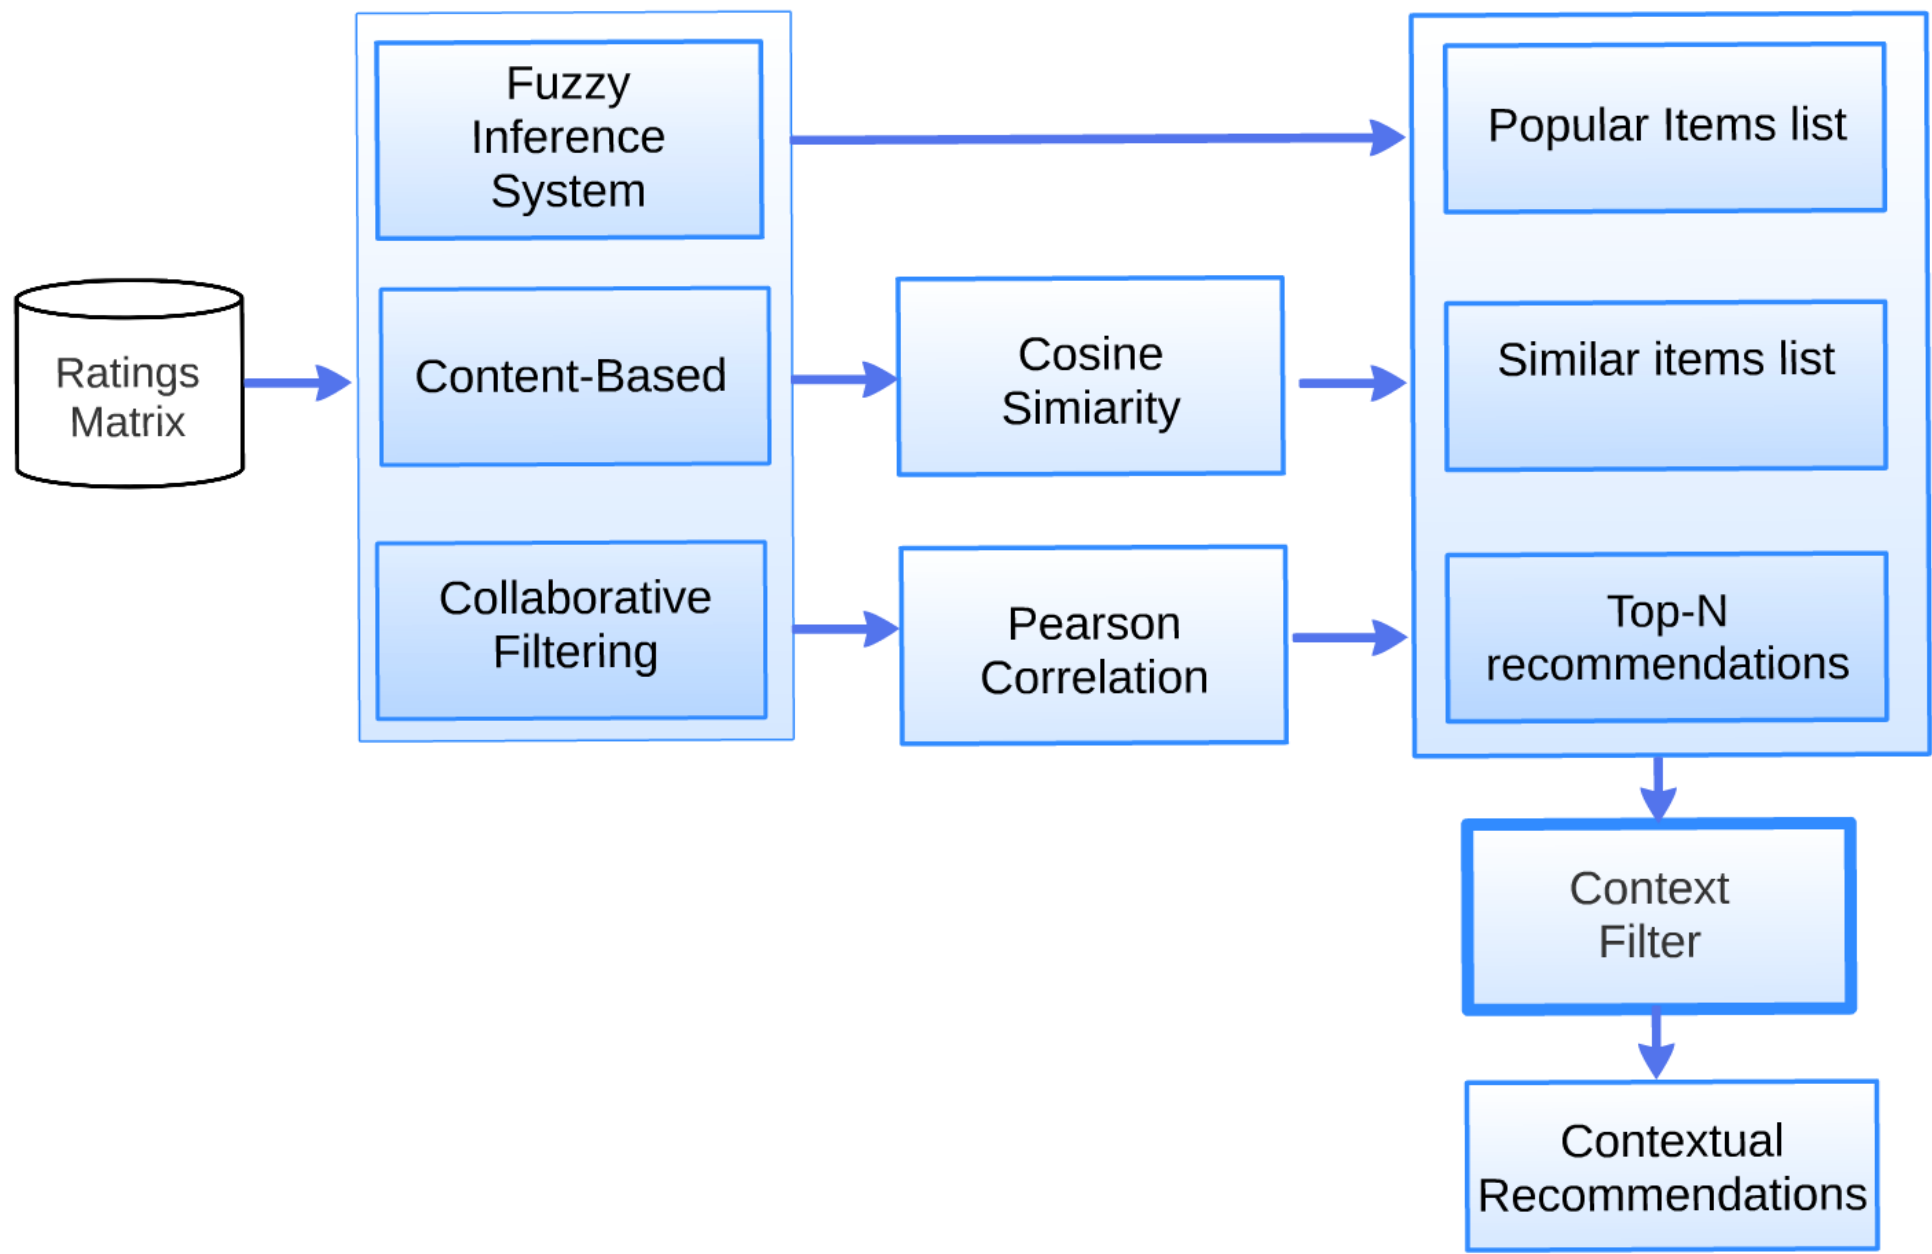 Ratings
Matrix
Fuzzy
Inference
System
Content-Based
Collaborative
Filtering
Cosine
Simiarity
Pearson
Correlation
Popular Items list
Similar items list
Top-N
recommendations
Context
Filter
Contextual
Recommendations